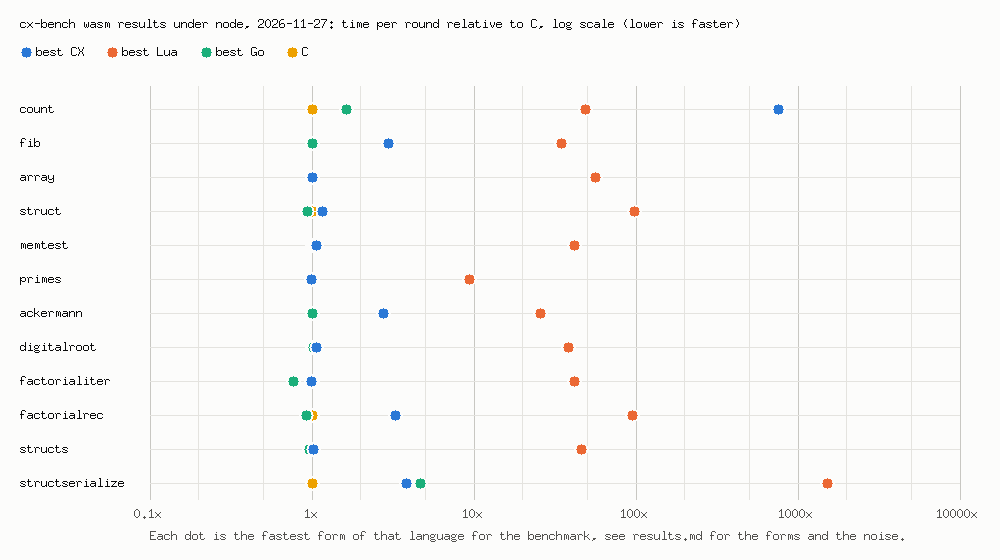 cx-bench wasm results under node, 2026-11-27: time per round relative to C, log scale (lower is faster)
best CX best Lua best Go C
count
fib
array
struct
memtest
primes
ackermann
digitalroot
factorialiter
factorialrec
structs
structserialize
0.1x 1x 10x 100x 1000x 10000x
Each dot is the fastest form of that language for the benchmark, see results.md for the forms and the noise.